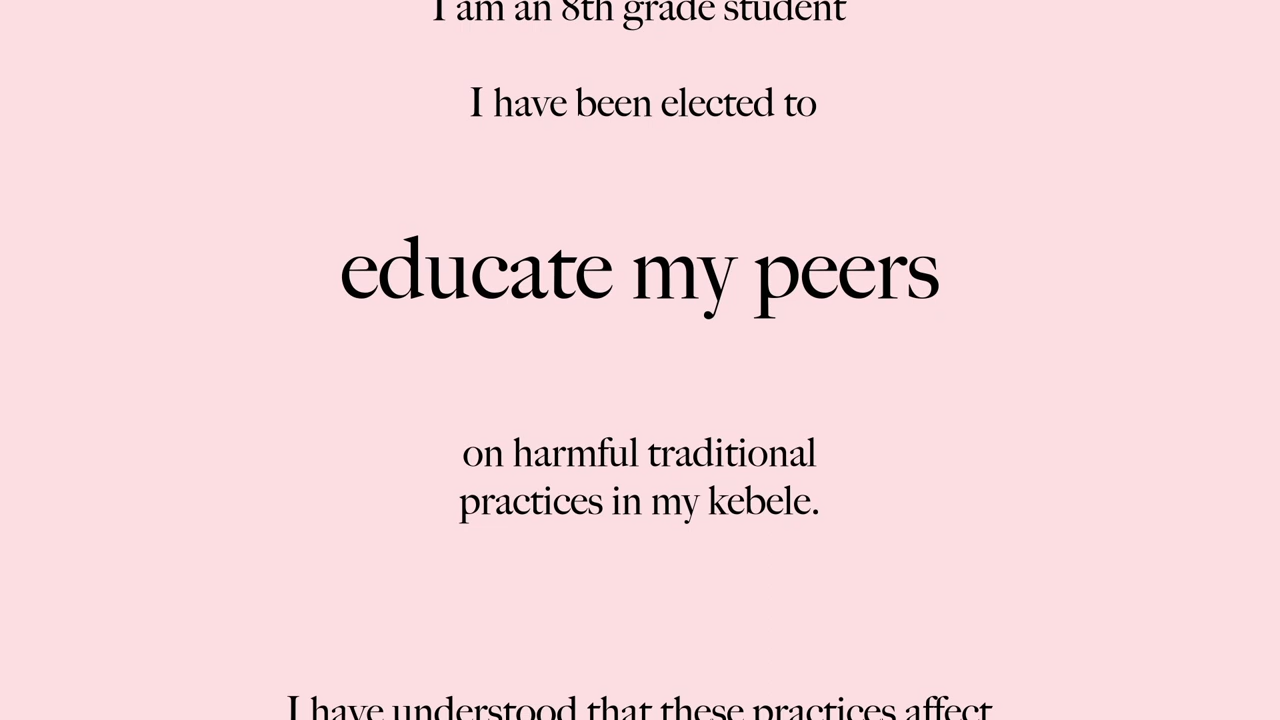 I am an 8th grade student
I have been elected to
educate my peers
on harmful traditional
practices in my kebele.
I have understood that these practices affect